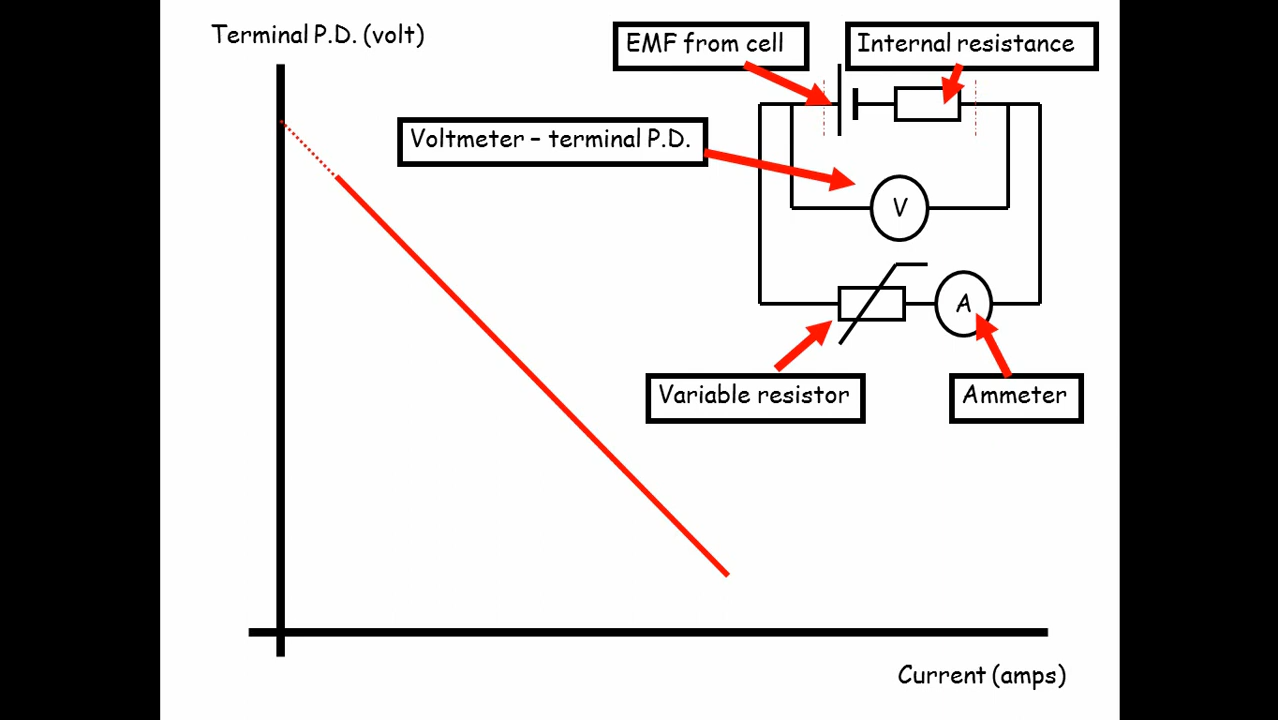 Terminal P.D. (volt)
EMF from cell
Internal resistance
Voltmeter – terminal P.D.
V
A
Variable resistor
Ammeter
Current (amps)